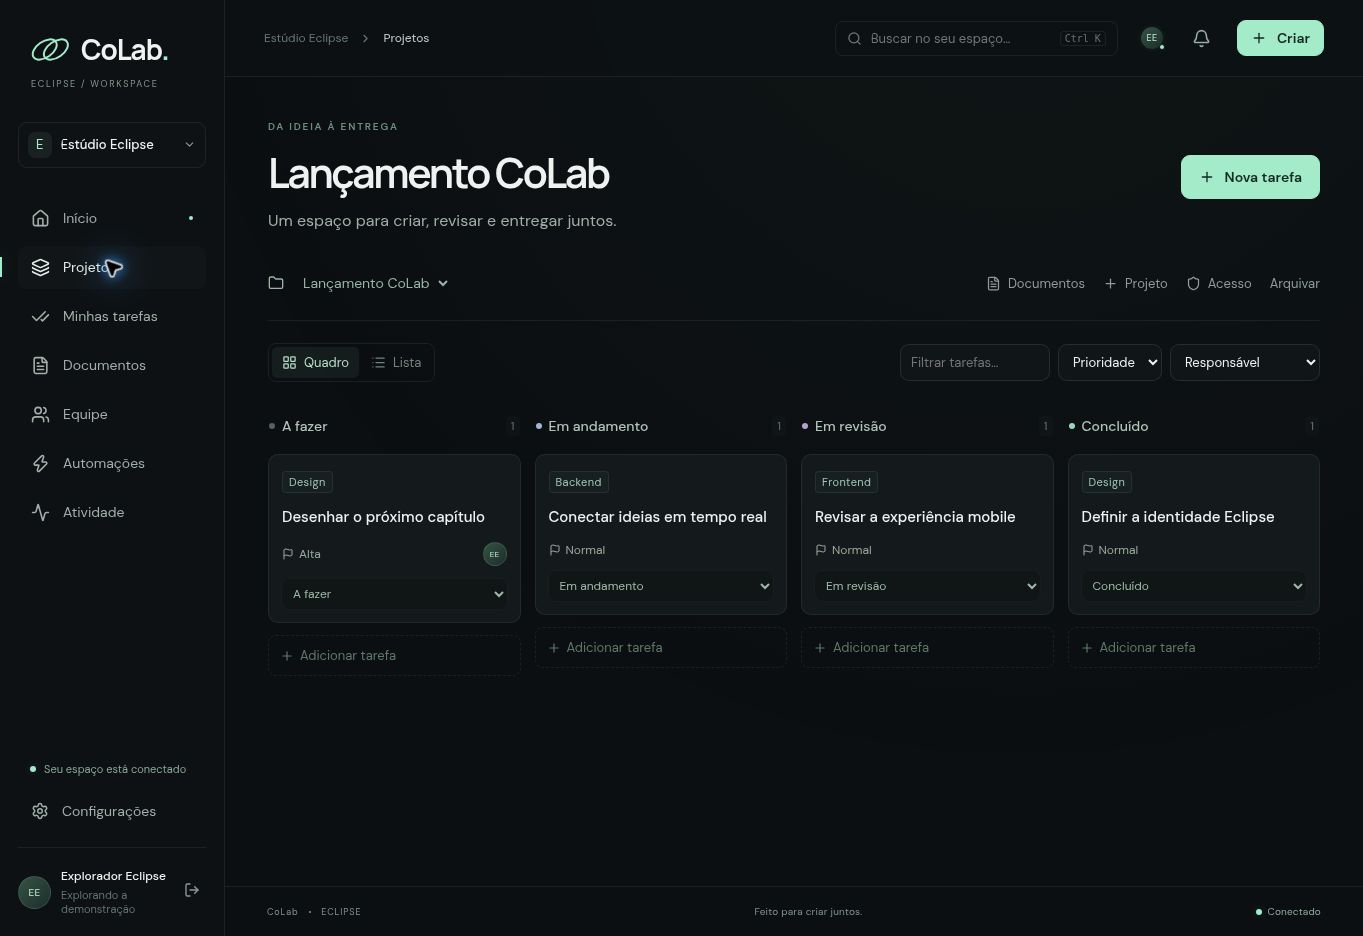 CoLab.
ECLIPSE / WORKSPACE
E
Estúdio Eclipse
Início
Projeto
Minhas tarefas
Documentos
Equipe
Automações
Atividade
Seu espaço está conectado
Configurações
EE
Explorador Eclipse
Explorando a
demonstração
Estúdio Eclipse
Projetos
Buscar no seu espaço...
Ctrl K
EE
Criar
DA IDEIA À ENTREGA
Lançamento CoLab
Um espaço para criar, revisar e entregar juntos.
Nova tarefa
Lançamento CoLab
Documentos
Projeto
Acesso
Arquivar
Quadro
Lista
Filtrar tarefas...
Prioridade
Responsável
A fazer
1
Design
Desenhar o próximo capítulo
Alta
EE
A fazer
Adicionar tarefa
Em andamento
1
Backend
Conectar ideias em tempo real
Normal
Em andamento
Adicionar tarefa
Em revisão
1
Frontend
Revisar a experiência mobile
Normal
Em revisão
Adicionar tarefa
Concluído
1
Design
Definir a identidade Eclipse
Normal
Concluído
Adicionar tarefa
CoLab • ECLIPSE
Feito para criar juntos.
Conectado